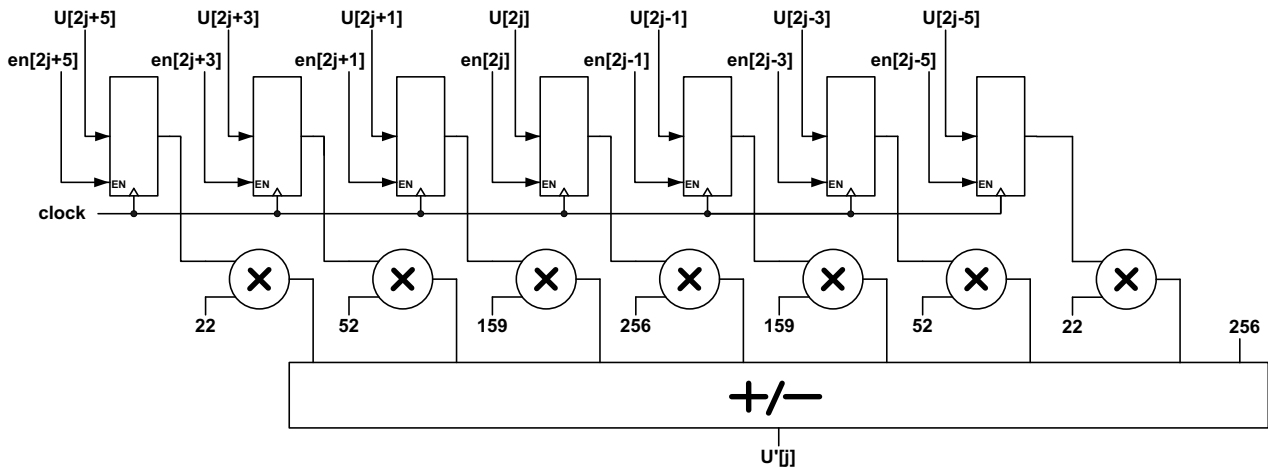 U[2j+5] U[2j+3] U[2j+1] U[2j] U[2j-1] U[2j-3] U[2j-5]
en[2j+5] en[2j+3] en[2j+1] en[2j] en[2j-1] en[2j-3] en[2j-5]
EN EN EN EN EN EN EN
clock
22 52 159 256 159 52 22 256
+/−
U'[j]